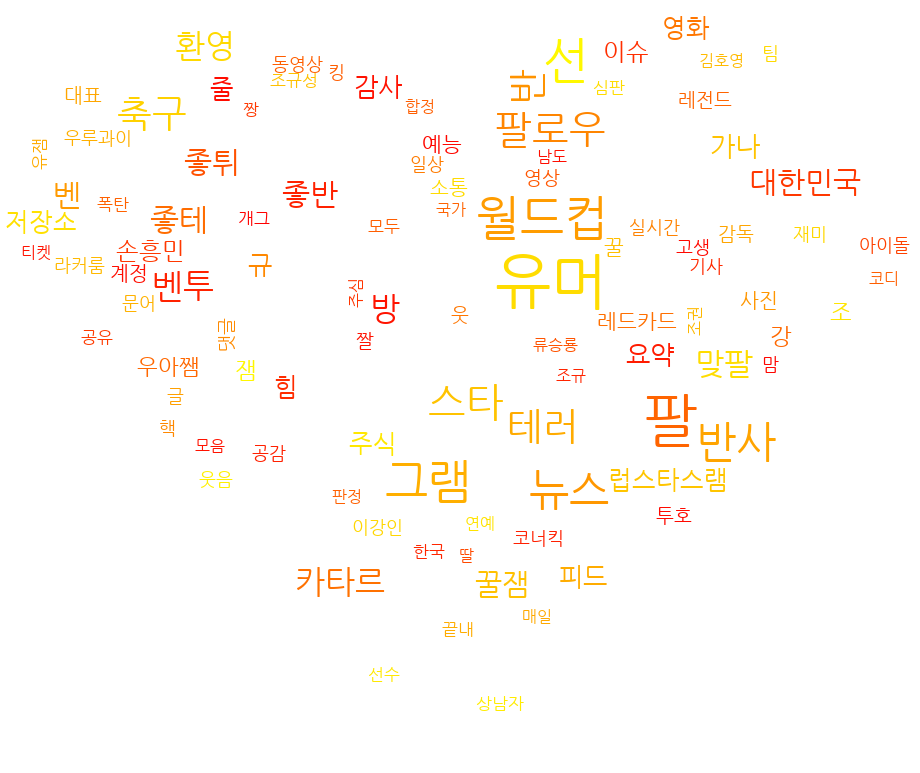 영화
환영
선
이슈
팀
김호영
동영상
킹
조규성
줄
감사
반
심판
대표
축구
짱
합정
레전드
팔로우
우루과이
유잼
예능
가나
좋튀
일상
남도
영상
대한민국
벤
좋반
소통
폭탄
저장소
좋테
개그
모두
국가
월드컵
실시간
감독
재미
티켓
손흥민
꿀
고생
아이돌
라커룸
계정
규
기사
코디
벤투
유머
문어
주심
방
웃
사진
조
레드카드
조권
공유
댓글
짤
류승룡
강
우아쨈
잼
요약
맞팔
맘
힘
조규
글
스타
팔
핵
테러
반사
모음
공감
주식
웃음
그램
뉴스
럽스타스램
판정
이강인
연예
투호
코너킥
한국
딸
카타르
꿀잼
피드
매일
끝내
선수
상남자